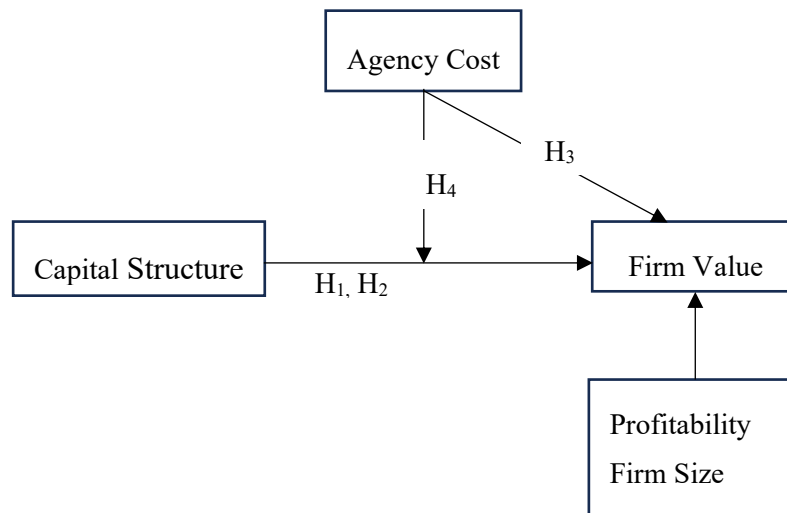 Agency Cost
H₃
H₄
Capital Structure
Firm Value
H₁, H₂
Profitability
Firm Size